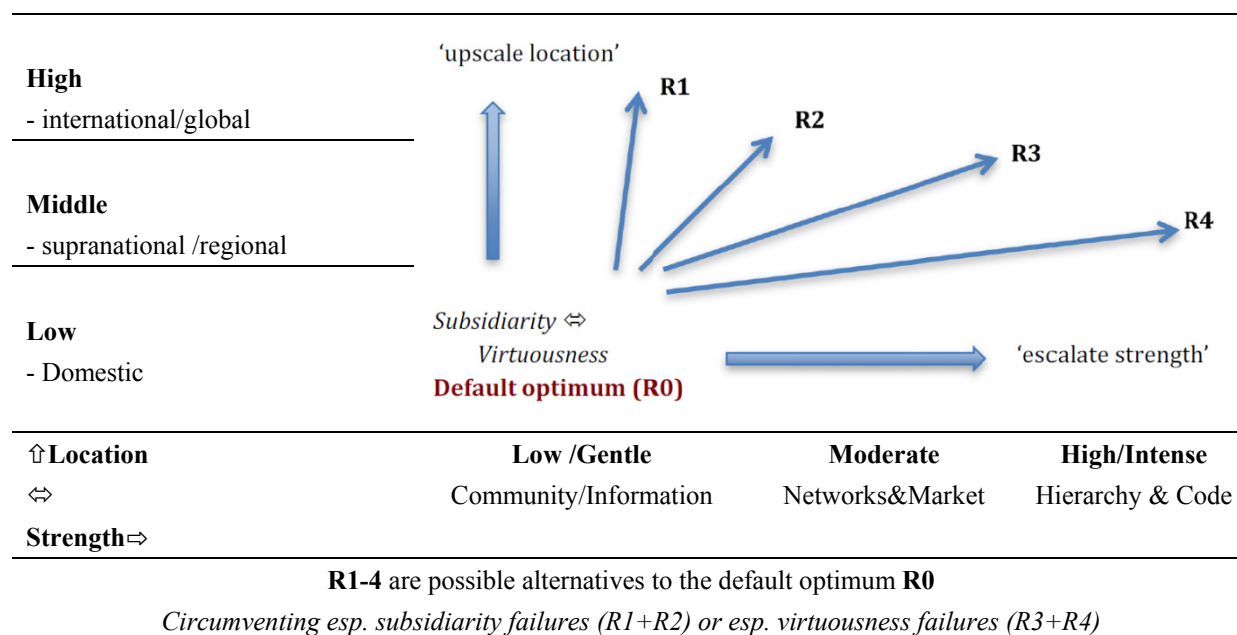 'upscale location'
High
- international/global
R1
R2
R3
Middle
- supranational /regional
R4
Low
- Domestic
Subsidiarity ⬄
Virtuousness
Default optimum (R0)
'escalate strength'
⇧Location
⬄
Strength⇨
Low /Gentle
Community/Information
Moderate
Networks&Market
High/Intense
Hierarchy & Code
R1-4 are possible alternatives to the default optimum R0
Circumventing esp. subsidiarity failures (R1+R2) or esp. virtuousness failures (R3+R4)